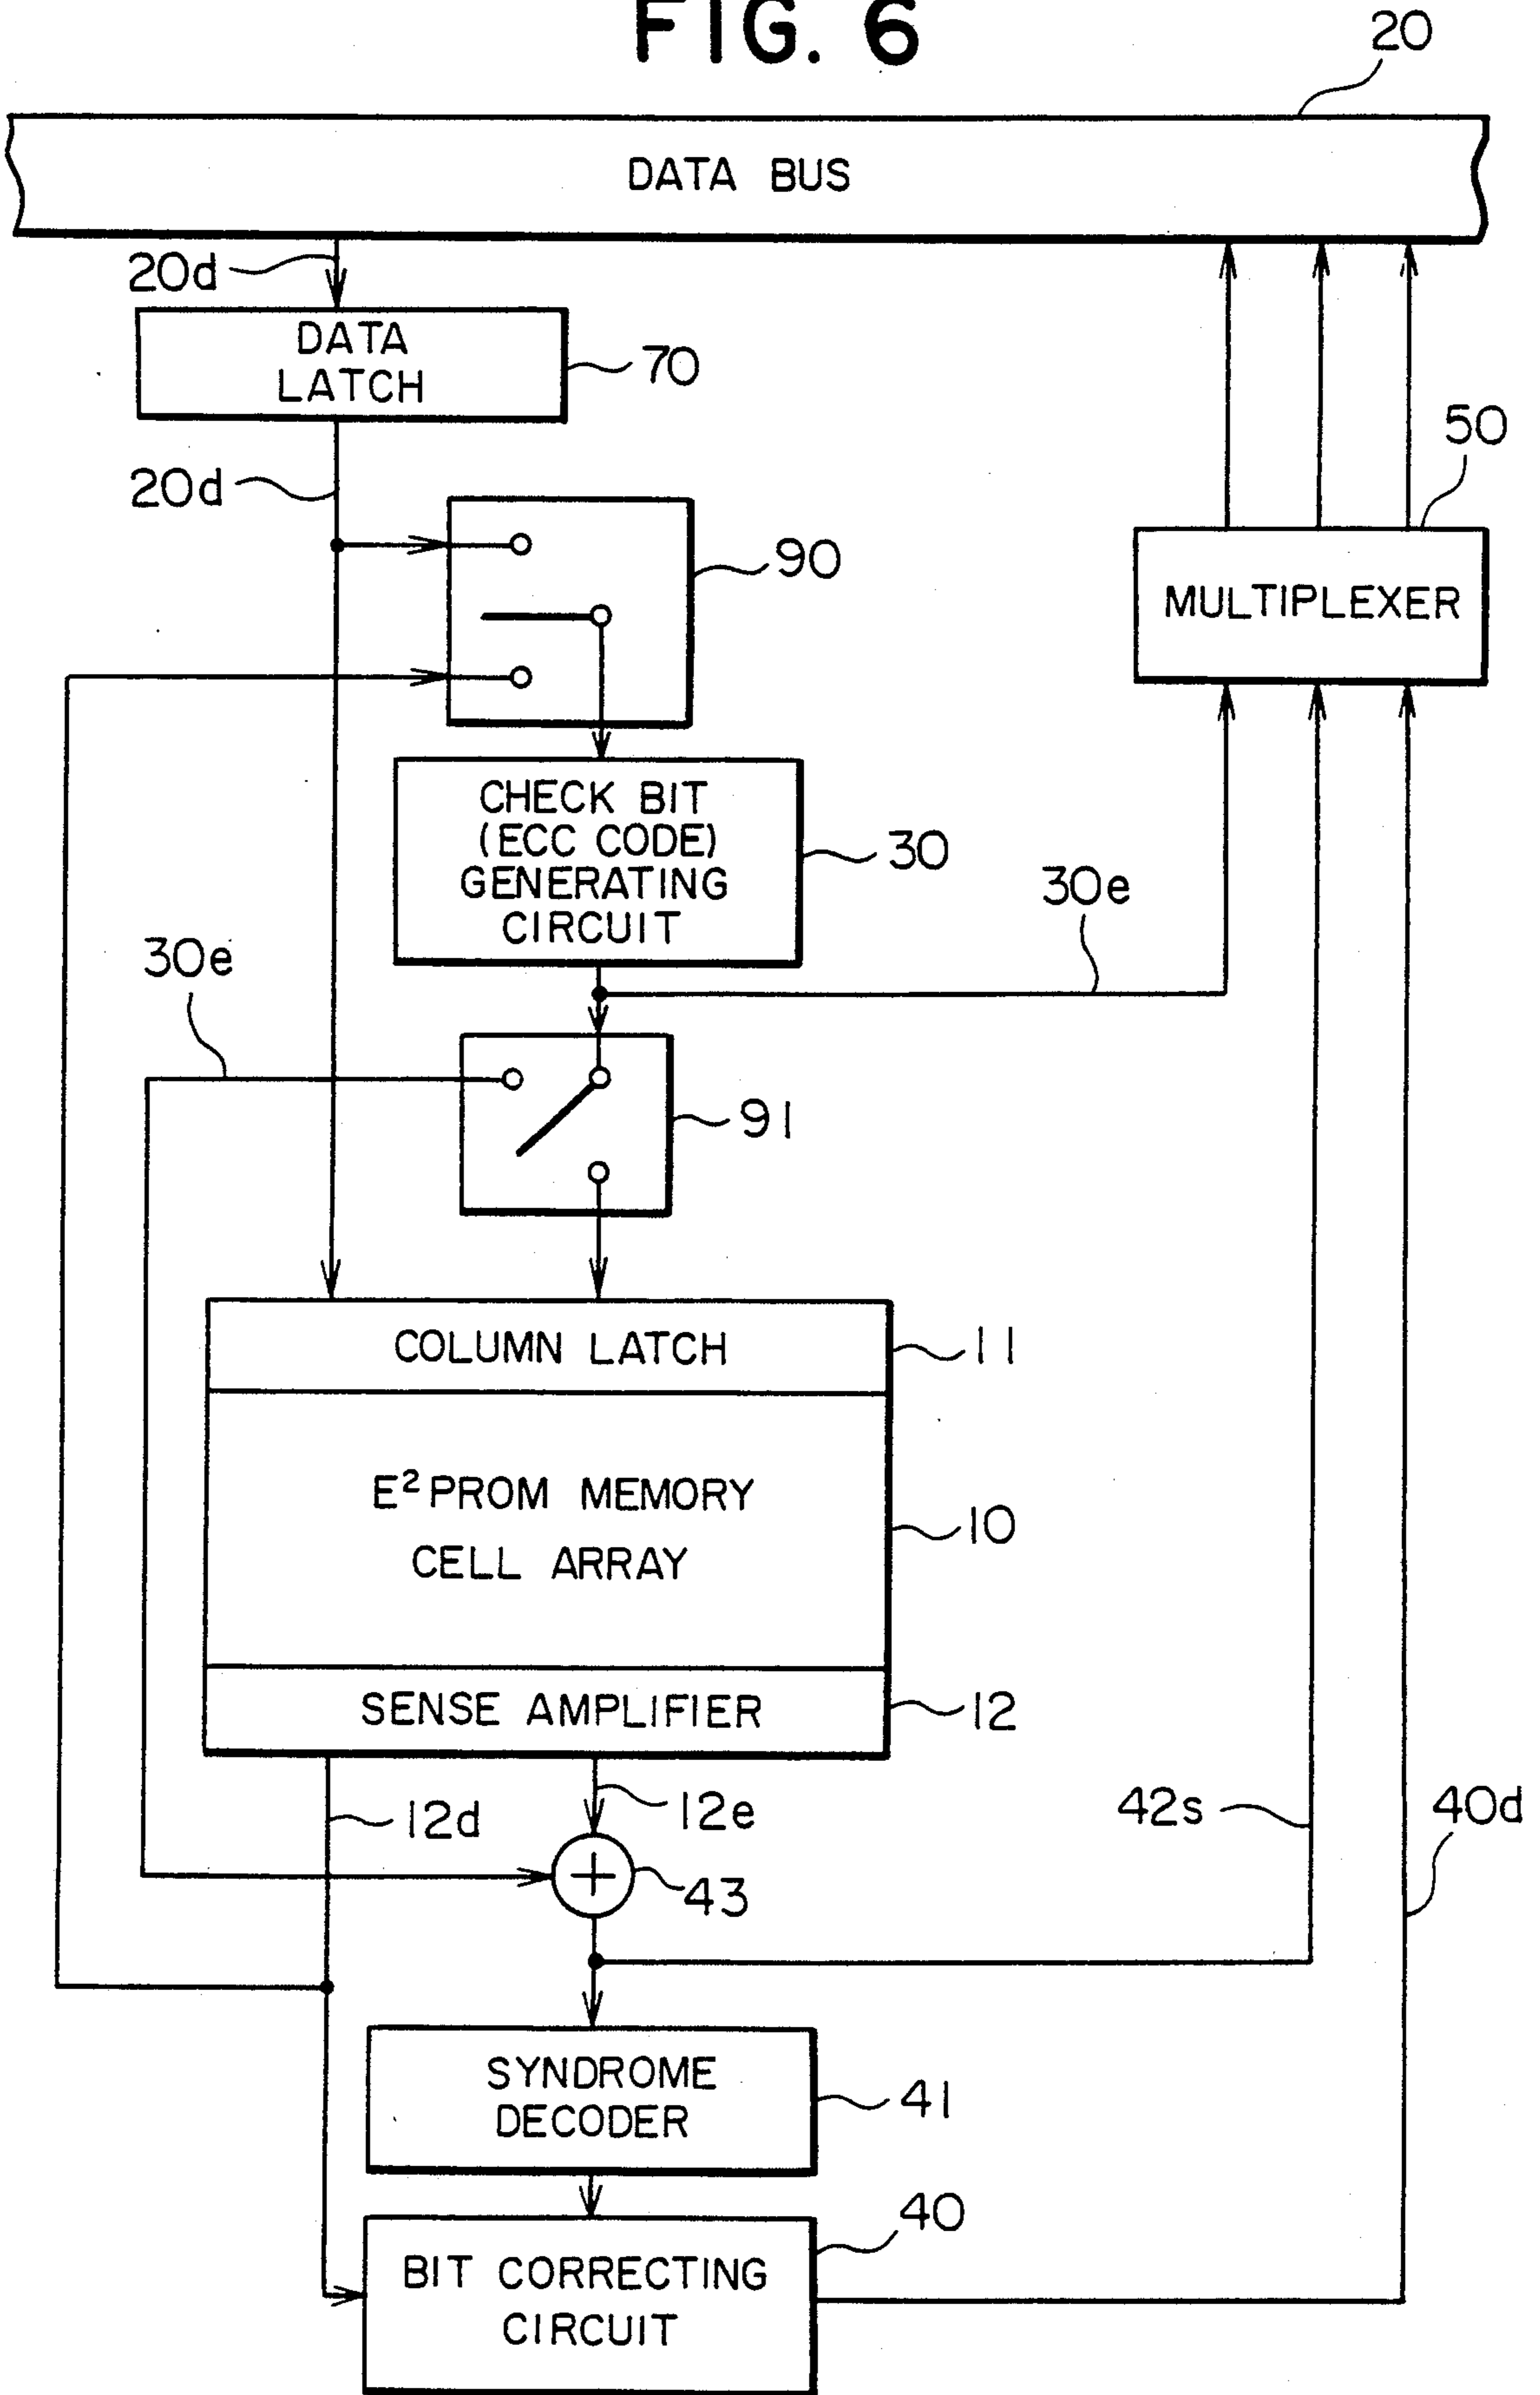 FIG. 6
20
DATA BUS
20d
DATA
LATCH
70
20d
50
90
MULTIPLEXER
CHECK BIT
(ECC CODE)
GENERATING
CIRCUIT
30
30e
30e
91
COLUMN LATCH
11
E²PROM MEMORY
CELL ARRAY
10
SENSE AMPLIFIER
12
12d
12e
42s
40d
43
SYNDROME
DECODER
41
40
BIT CORRECTING
CIRCUIT